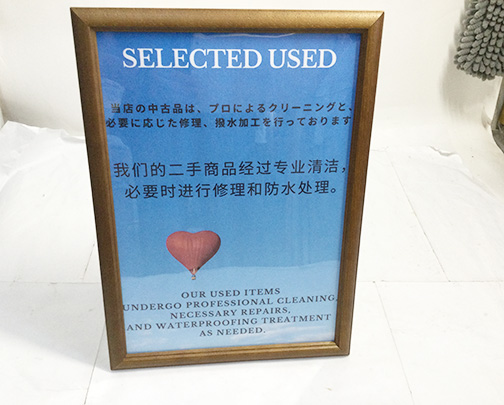 SELECTED USED
当店の中古品は、プロによるクリーニングと、
必要に応じた修理、撥水加工を行っております
我们的二手商品经过专业清洁，
必要时进行修理和防水处理。
OUR USED ITEMS
UNDERGO PROFESSIONAL CLEANING,
NECESSARY REPAIRS,
AND WATERPROOFING TREATMENT
AS NEEDED.